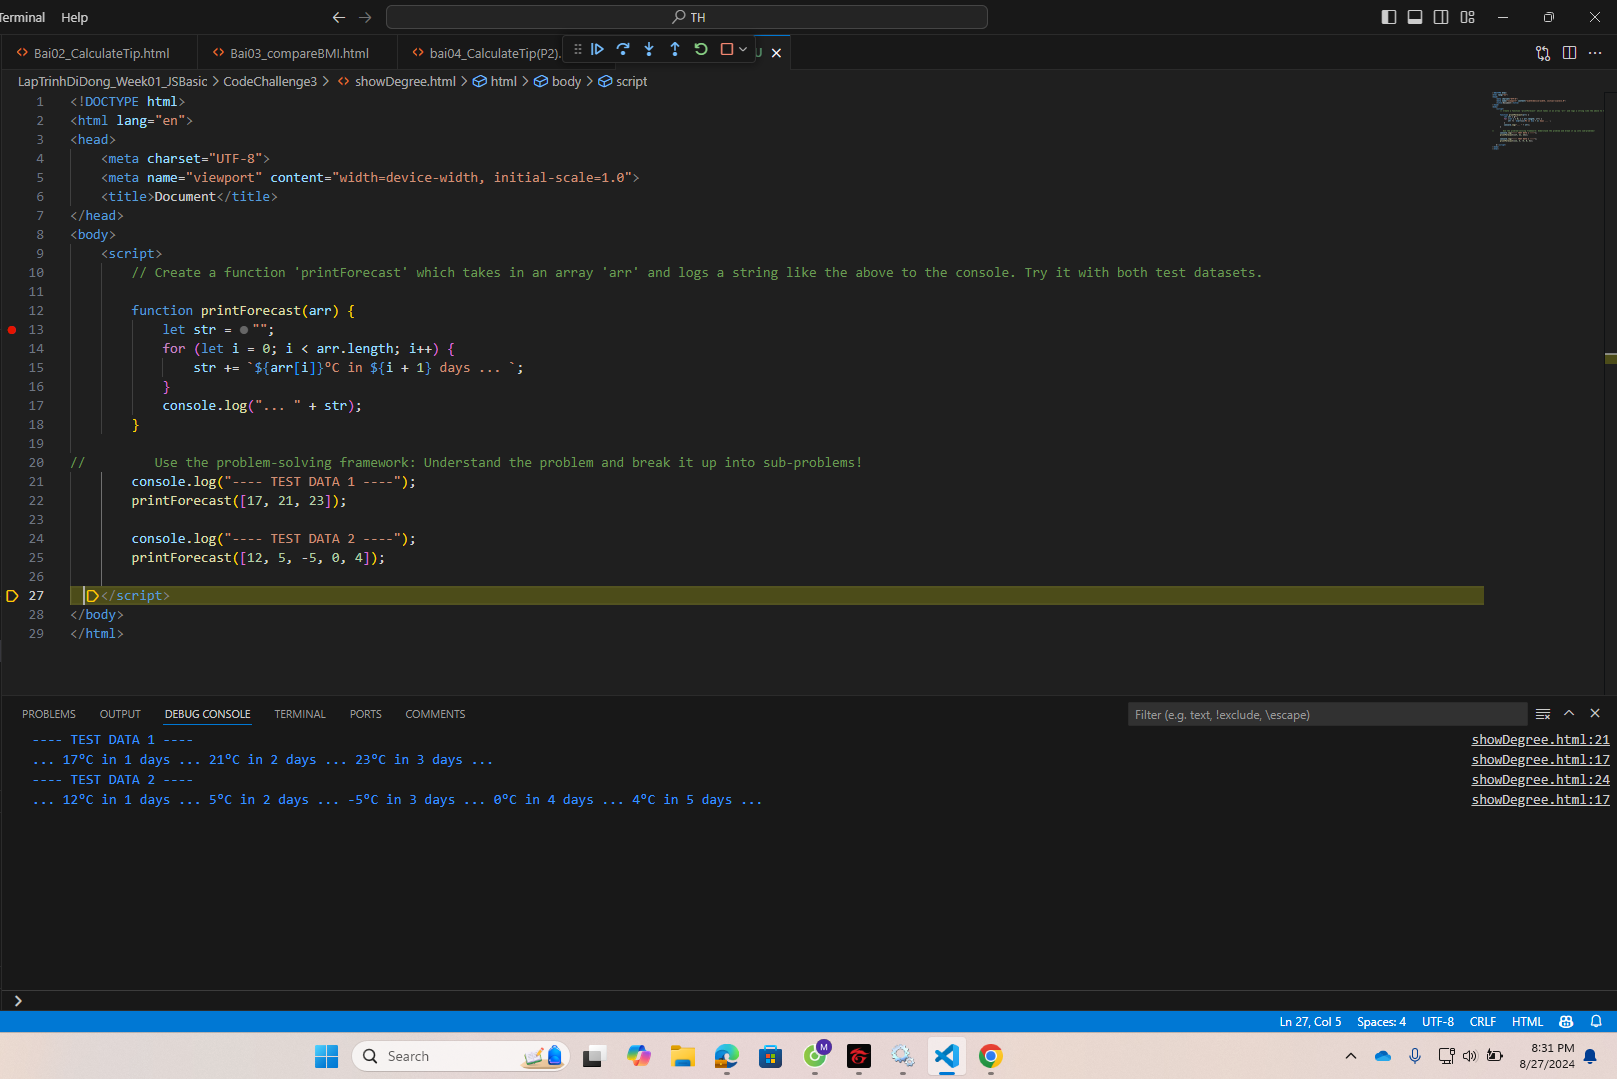 Terminal Help
TH
Bai02_CalculateTip.html
Bai03_compareBMI.html
bai04_CalculateTip(P2).
U
LapTrinhDiDong_Week01_JSBasic > CodeChallenge3 > showDegree.html > html > body > script
1 <!DOCTYPE html>
2 <html lang="en">
3 <head>
4 <meta charset="UTF-8">
5 <meta name="viewport" content="width=device-width, initial-scale=1.0">
6 <title>Document</title>
7 </head>
8 <body>
9 <script>
10 // Create a function 'printForecast' which takes in an array 'arr' and logs a string like the above to the console. Try it with both test datasets.
11
12 function printForecast(arr) {
13 let str = "";
14 for (let i = 0; i < arr.length; i++) {
15 str += `${arr[i]}ºC in ${i + 1} days ... `;
16 }
17 console.log("... " + str);
18 }
19
20 // Use the problem-solving framework: Understand the problem and break it up into sub-problems!
21 console.log("---- TEST DATA 1 ----");
22 printForecast([17, 21, 23]);
23
24 console.log("---- TEST DATA 2 ----");
25 printForecast([12, 5, -5, 0, 4]);
26
27 </script>
28 </body>
29 </html>
PROBLEMS OUTPUT DEBUG CONSOLE TERMINAL PORTS COMMENTS
Filter (e.g. text, !exclude, \escape)
---- TEST DATA 1 ---- showDegree.html:21
... 17ºC in 1 days ... 21ºC in 2 days ... 23ºC in 3 days ... showDegree.html:17
---- TEST DATA 2 ---- showDegree.html:24
... 12ºC in 1 days ... 5ºC in 2 days ... -5ºC in 3 days ... 0ºC in 4 days ... 4ºC in 5 days ... showDegree.html:17
Ln 27, Col 5 Spaces: 4 UTF-8 CRLF HTML
Search
M
8:31 PM
8/27/2024